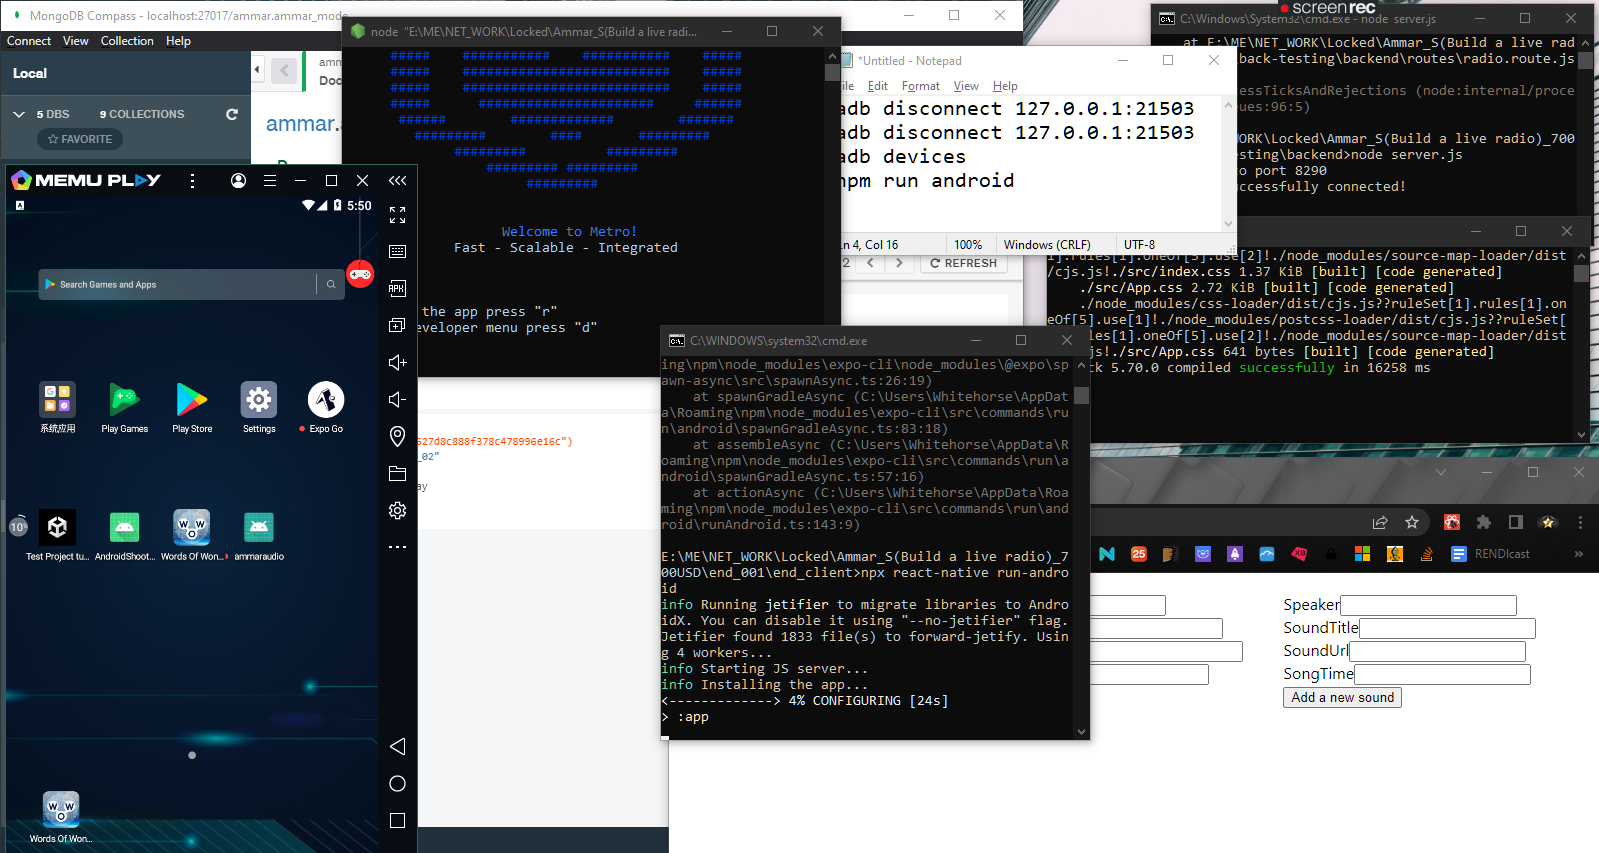 MongoDB Compass - localhost:27017/ammar.ammar_mode
Connect View Collection Help
Local
5 DBS 9 COLLECTIONS
FAVORITE
amm
Doc
ammar.a
node "E:\ME\NET_WORK\Locked\Ammar_S(Build a live radi...
##### ########### ########### #####
##### ####################### #####
##### ####################### #####
##### ###################### ######
###### ############# #######
######### #### #########
######### #########
######### #########
#########
Welcome to Metro!
Fast - Scalable - Integrated
the app press "r"
eveloper menu press "d"
*Untitled - Notepad
ile Edit Format View Help
adb disconnect 127.0.0.1:21503
adb disconnect 127.0.0.1:21503
adb devices
npm run android
Ln 4, Col 16 100% Windows (CRLF) UTF-8
2 < > REFRESH
screenrec
C:\Windows\System32\cmd.exe - node server.js
at E:\ME\NET_WORK\Locked\Ammar_S(Build a live rad
back-testing\backend\routes\radio.route.js
essTicksAndRejections (node:internal/proce
ues:96:5)
WORK\Locked\Ammar_S(Build a live radio)_700
esting\backend>node server.js
to port 8290
uccessfully connected!
1].rules[1].oneOf[5].use[2]!./node_modules/source-map-loader/dist
/cjs.js!./src/index.css 1.37 KiB [built] [code generated]
./src/App.css 2.72 KiB [built] [code generated]
./node_modules/css-loader/dist/cjs.js??ruleSet[1].rules[1].on
eOf[5].use[1]!./node_modules/postcss-loader/dist/cjs.js??ruleSet[
les[1].oneOf[5].use[2]!./node_modules/source-map-loader/dist
js!./src/App.css 641 bytes [built] [code generated]
ck 5.70.0 compiled successfully in 16258 ms
MEMU PLAY
5:50
Search Games and Apps
APK
系统应用
Play Games
Play Store
Settings
Expo Go
10%
Test Project tu...
AndroidShoot...
Words Of Won...
ammaraudio
Words Of Won...
627d8c888f378c478996e16c")
_02"
ay
C:\WINDOWS\system32\cmd.exe
ing\npm\node_modules\expo-cli\node_modules\@expo\sp
awn-async\src\spawnAsync.ts:26:19)
at spawnGradleAsync (C:\Users\Whitehorse\AppDat
a\Roaming\npm\node_modules\expo-cli\src\commands\ru
n\android\spawnGradleAsync.ts:83:18)
at assembleAsync (C:\Users\Whitehorse\AppData\R
oaming\npm\node_modules\expo-cli\src\commands\run\a
ndroid\spawnGradleAsync.ts:57:16)
at actionAsync (C:\Users\Whitehorse\AppData\Roa
ming\npm\node_modules\expo-cli\src\commands\run\and
roid\runAndroid.ts:143:9)
E:\ME\NET_WORK\Locked\Ammar_S(Build a live radio)_7
00USD\end_001\end_client>npx react-native run-andro
id
info Running jetifier to migrate libraries to Andro
idX. You can disable it using "--no-jetifier" flag.
Jetifier found 1833 file(s) to forward-jetify. Usin
g 4 workers...
info Starting JS server...
info Installing the app...
<-------------> 4% CONFIGURING [24s]
> :app
25
RENDIcast
Speaker
SoundTitle
SoundUrl
SongTime
Add a new sound